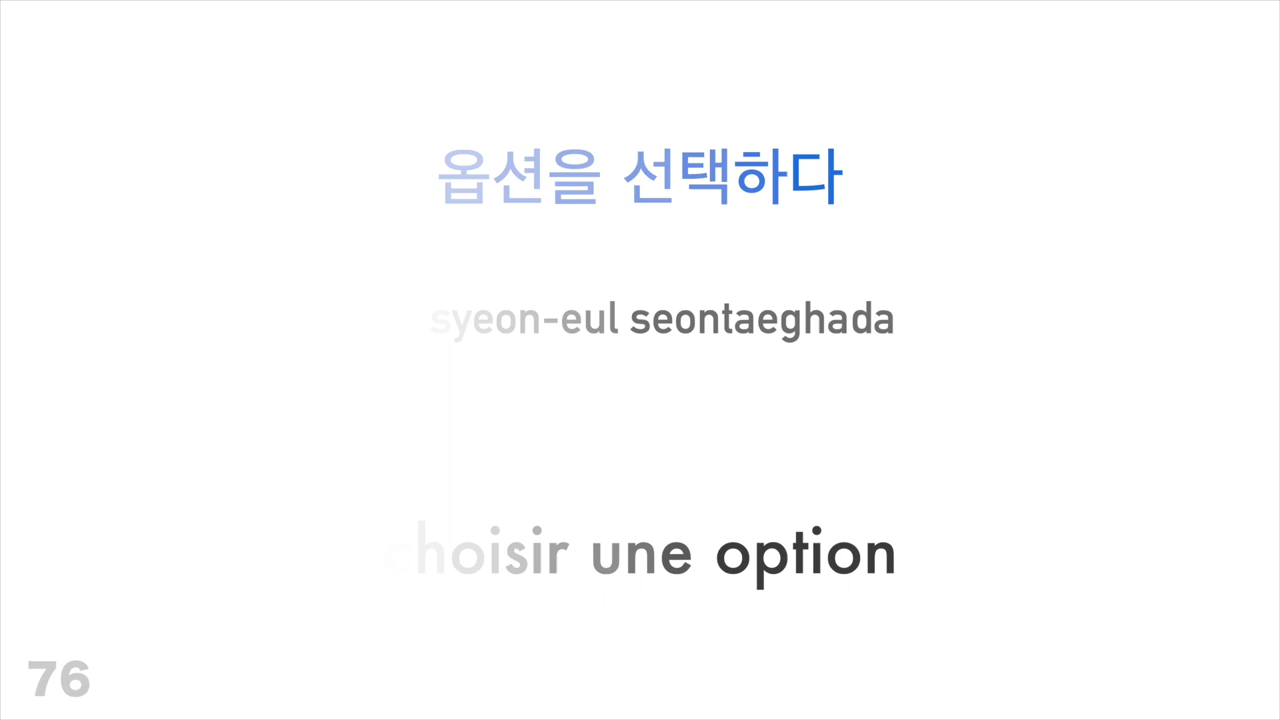 옵션을 선택하다
syeon-eul seontaeghada
choisir une option
76